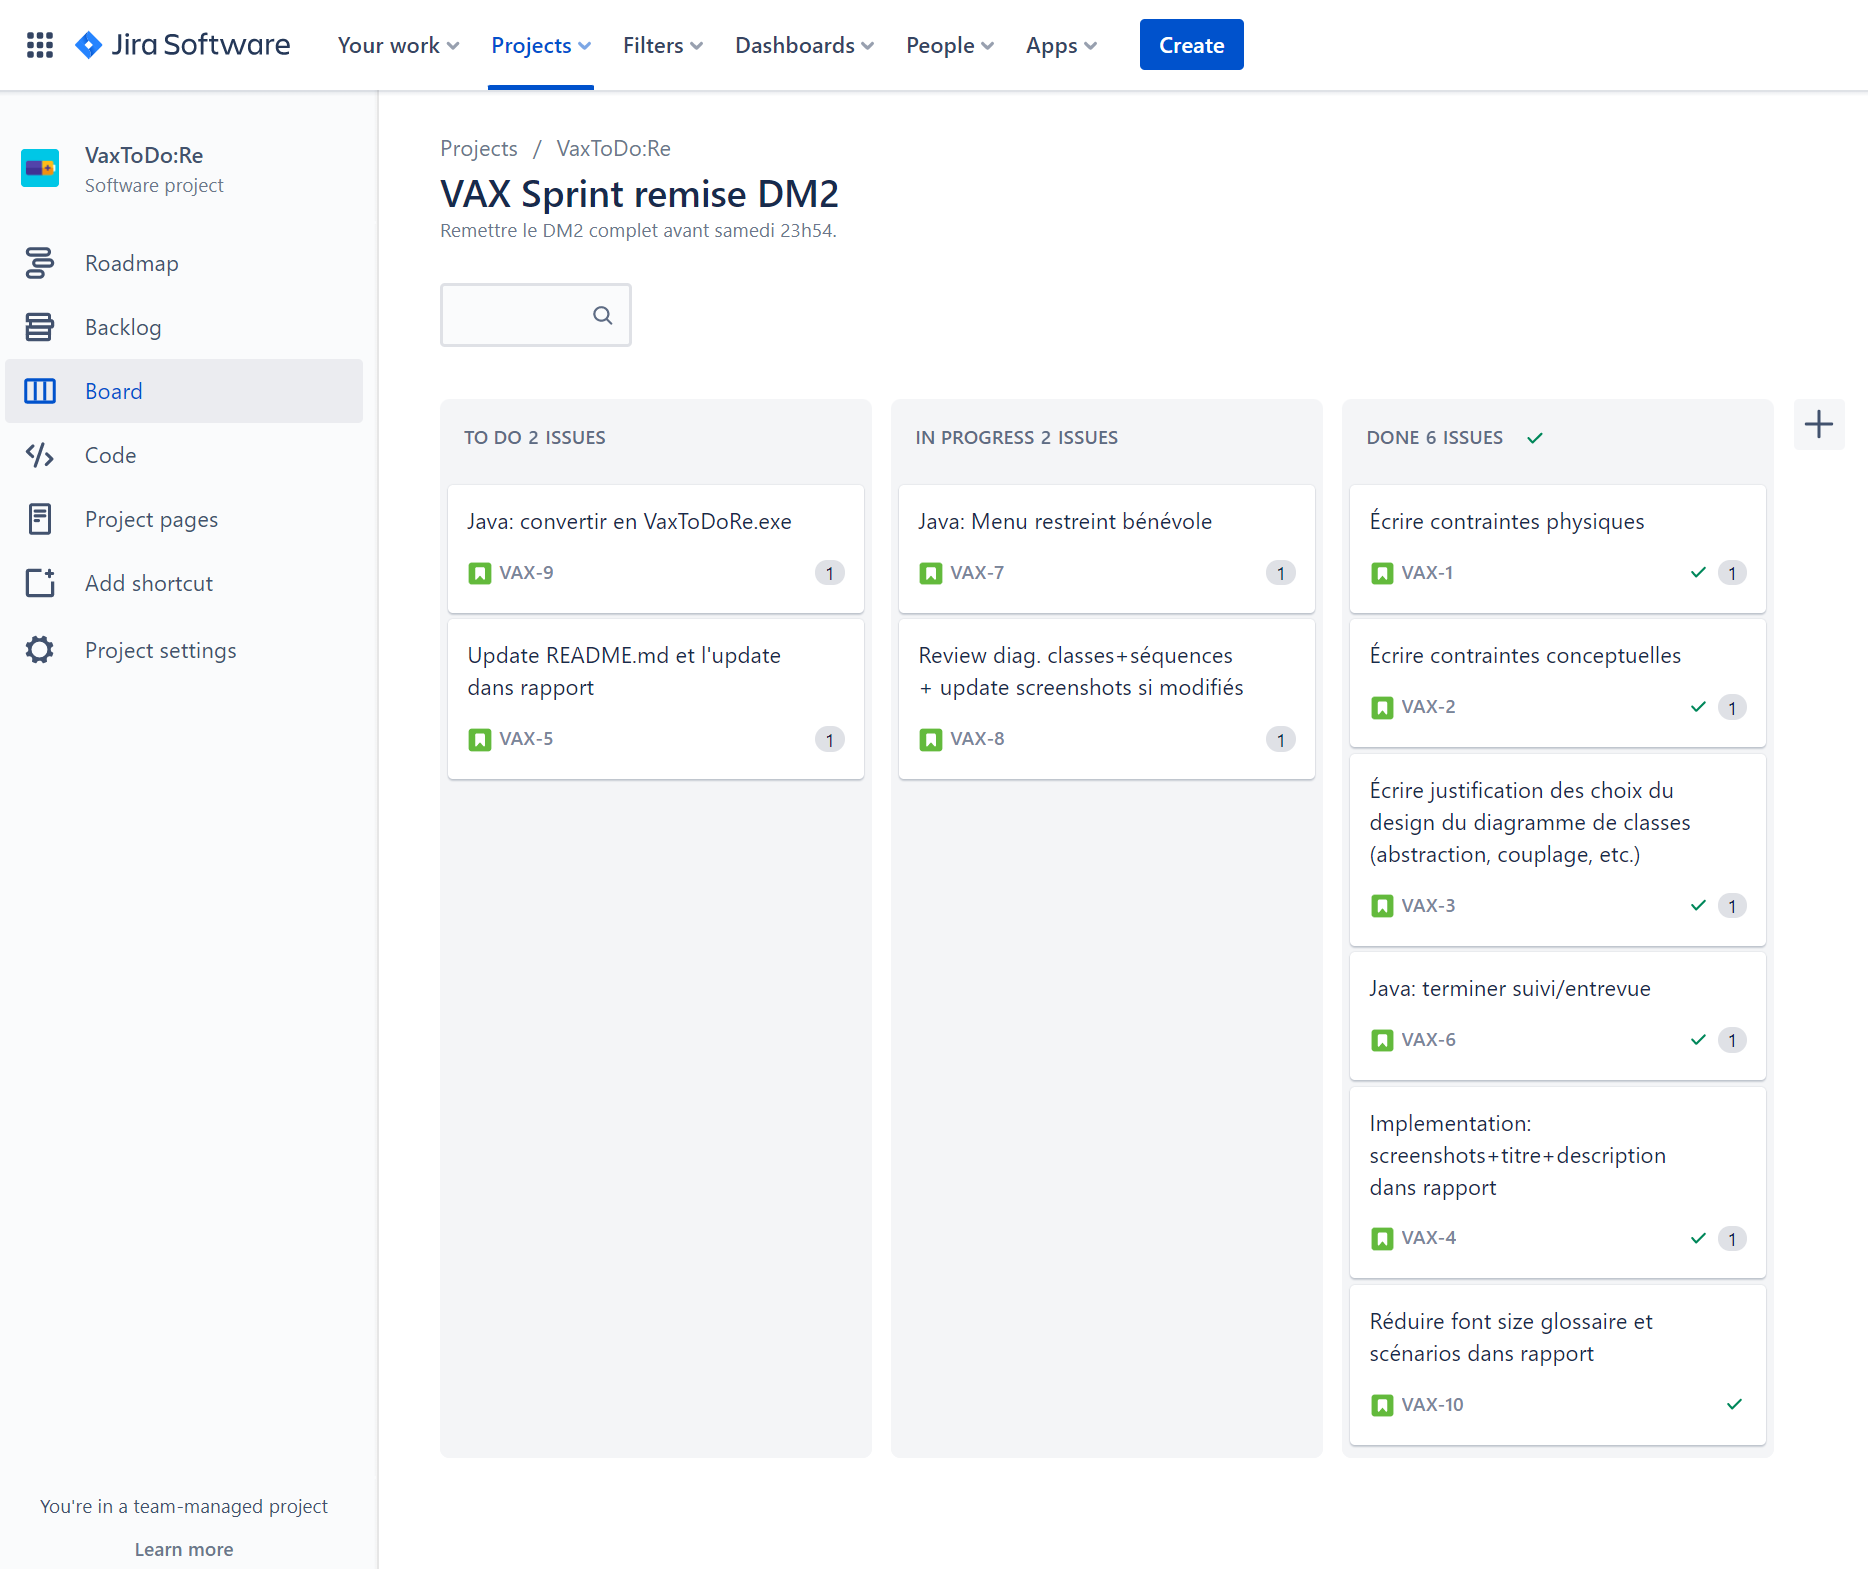 Jira Software
Your work
Projects
Filters
Dashboards
People
Apps
Create
VaxToDo:Re
Software project
Roadmap
Backlog
Board
Code
Project pages
Add shortcut
Project settings
You're in a team-managed project
Learn more
Projects / VaxToDo:Re
VAX Sprint remise DM2
Remettre le DM2 complet avant samedi 23h54.
TO DO 2 ISSUES
Java: convertir en VaxToDoRe.exe
VAX-9 1
Update README.md et l'update
dans rapport
VAX-5 1
IN PROGRESS 2 ISSUES
Java: Menu restreint bénévole
VAX-7 1
Review diag. classes+séquences
+ update screenshots si modifiés
VAX-8 1
DONE 6 ISSUES
Écrire contraintes physiques
VAX-1 1
Écrire contraintes conceptuelles
VAX-2 1
Écrire justification des choix du
design du diagramme de classes
(abstraction, couplage, etc.)
VAX-3 1
Java: terminer suivi/entrevue
VAX-6 1
Implementation:
screenshots+titre+description
dans rapport
VAX-4 1
Réduire font size glossaire et
scénarios dans rapport
VAX-10